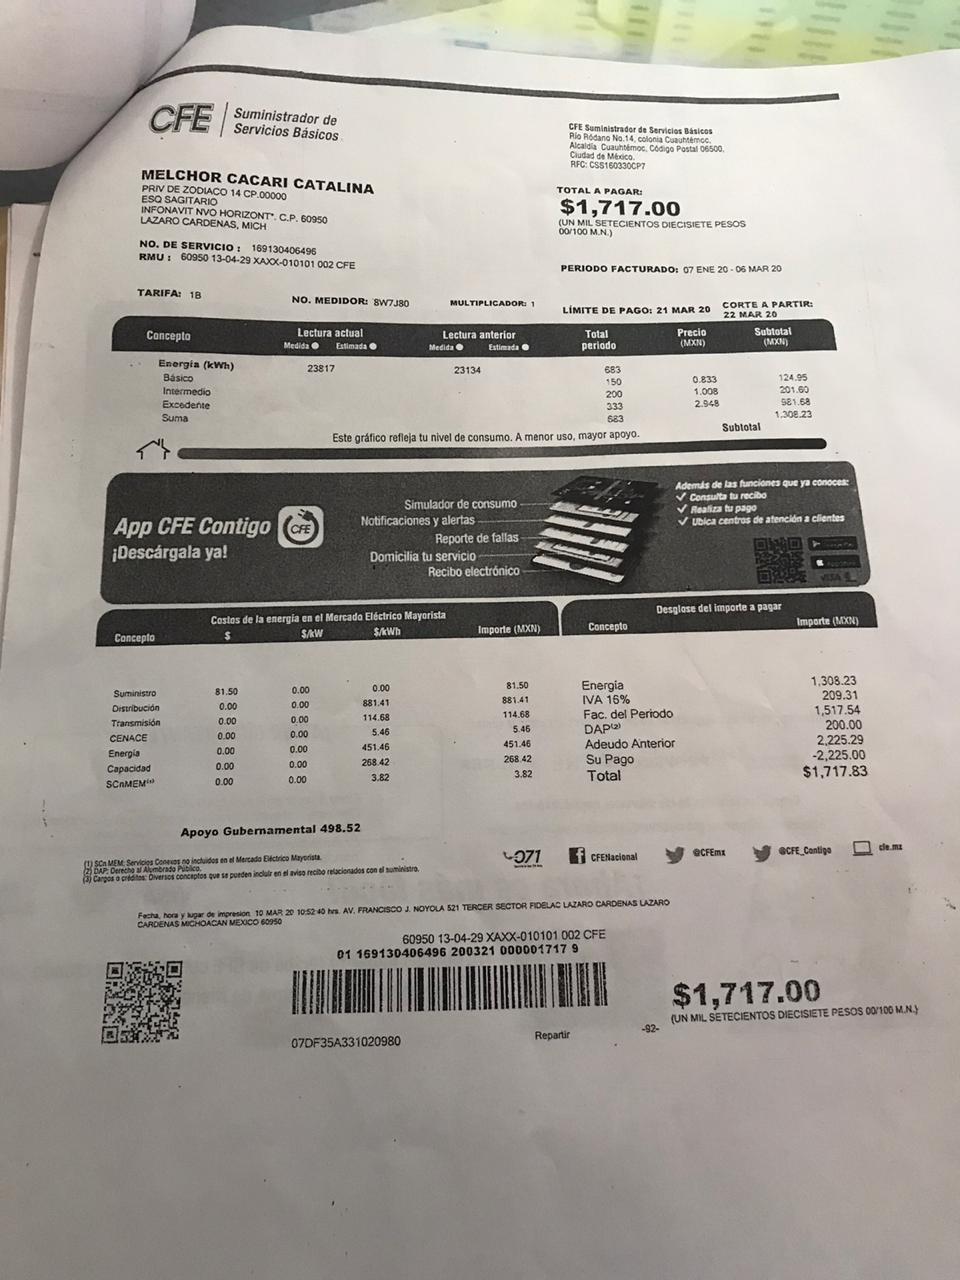 CFE
Suministrador de
Servicios Básicos
CFE Suministrador de Servicios Básicos
Río Ródano No.14, colonia Cuauhtémoc,
Alcaldía Cuauhtémoc, Código Postal 06500,
Ciudad de México.
RFC: CSS160330CP7
MELCHOR CACARI CATALINA
PRIV DE ZODIACO 14 CP.00000
ESQ SAGITARIO
INFONAVIT NVO HORIZONT*. C.P. 60950
LAZARO CARDENAS, MICH
TOTAL A PAGAR:
$1,717.00
(UN MIL SETECIENTOS DIECISIETE PESOS
00/100 M.N.)
NO. DE SERVICIO : 169130406496
RMU : 60950 13-04-29 XAXX-010101 002 CFE
PERIODO FACTURADO: 07 ENE 20 - 06 MAR 20
TARIFA: 1B NO. MEDIDOR: 8W7J80 MULTIPLICADOR: 1 LÍMITE DE PAGO: 21 MAR 20 CORTE A PARTIR:
22 MAR 20
Concepto Lectura actual Lectura anterior Total Precio Subtotal
Medida Estimada Medida Estimada periodo (MXN) (MXN)
Energía (kWh) 23817 23134 683
Básico 150 0.833 124.95
Intermedio 200 1.008 201.60
Excedente 333 2.948 981.68
Suma 683 1,308.23
Subtotal
Este gráfico refleja tu nivel de consumo. A menor uso, mayor apoyo.
App CFE Contigo
CFE
¡Descárgala ya!
Simulador de consumo
Notificaciones y alertas
Reporte de fallas
Domicilia tu servicio
Recibo electrónico
Además de las funciones que ya conoces:
✓ Consulta tu recibo
✓ Realiza tu pago
✓ Ubica centros de atención a clientes
VISA
Costos de la energía en el Mercado Eléctrico Mayorista
Concepto $ $/kW $/kWh Importe (MXN)
Suministro 81.50 0.00 0.00 81.50
Distribución 0.00 0.00 881.41 881.41
Transmisión 0.00 0.00 114.68 114.68
CENACE 0.00 0.00 5.46 5.46
Energía 0.00 0.00 451.46 451.46
Capacidad 0.00 0.00 268.42 268.42
SCnMEM(1) 0.00 0.00 3.82 3.82
Desglose del importe a pagar
Concepto Importe (MXN)
Energía 1,308.23
IVA 16% 209.31
Fac. del Periodo 1,517.54
DAP(2) 200.00
Adeudo Anterior 2,225.29
Su Pago -2,225.00
Total $1,717.83
Apoyo Gubernamental 498.52
(1) SCn MEM: Servicios Conexos no incluidos en el Mercado Eléctrico Mayorista.
(2) DAP: Derecho al Alumbrado Público.
(3) Cargos o créditos: Diversos conceptos que se pueden incluir en el aviso recibo relacionados con el suministro.
071 CFENacional @CFEmx @CFE_Contigo cfe.mx
Fecha, hora y lugar de impresion 10 MAR 20 10:52:40 hrs. AV. FRANCISCO J. NOYOLA 521 TERCER SECTOR FIDELAC LAZARO CARDENAS LAZARO
CARDENAS MICHOACAN MEXICO 60950
60950 13-04-29 XAXX-010101 002 CFE
01 169130406496 200321 000001717 9
07DF35A331020980
Repartir
-92-
$1,717.00
(UN MIL SETECIENTOS DIECISIETE PESOS 00/100 M.N.)